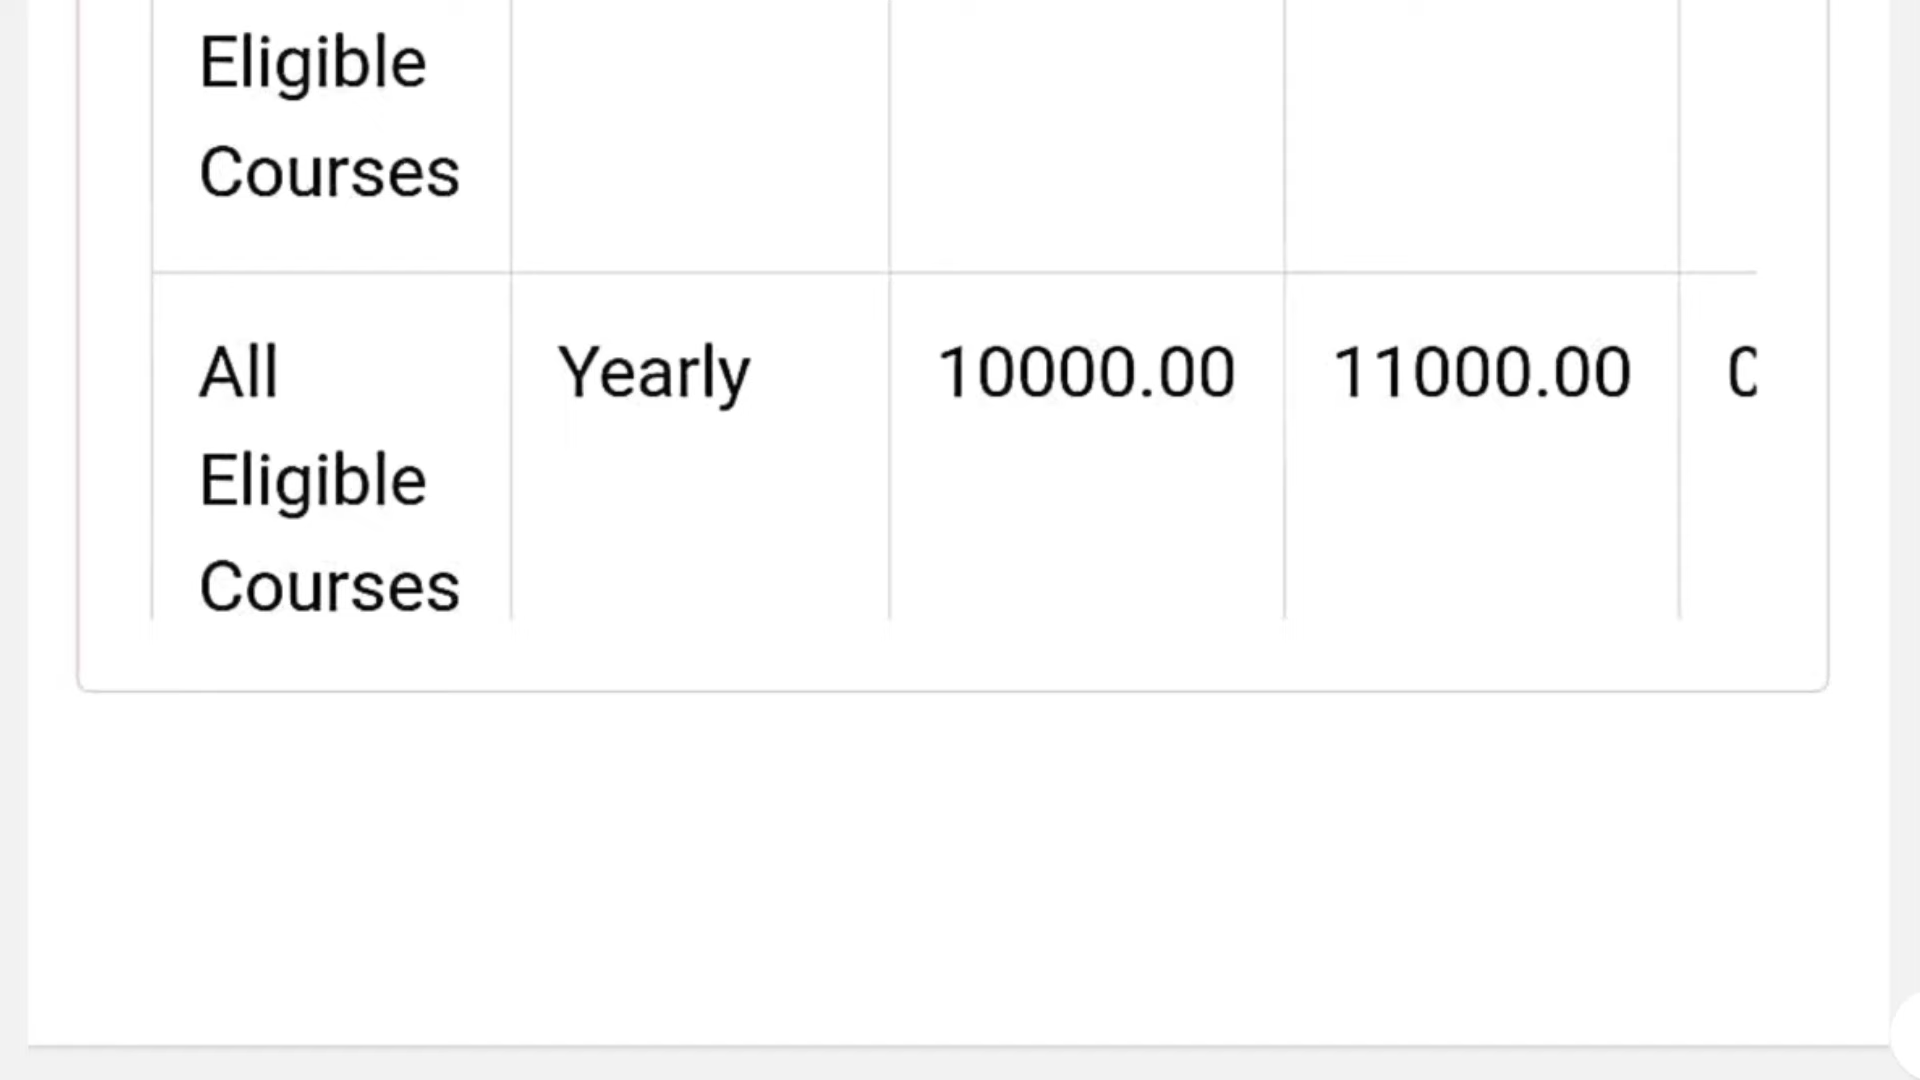 Eligible
Courses
All Yearly 10000.00 11000.00
Eligible
Courses